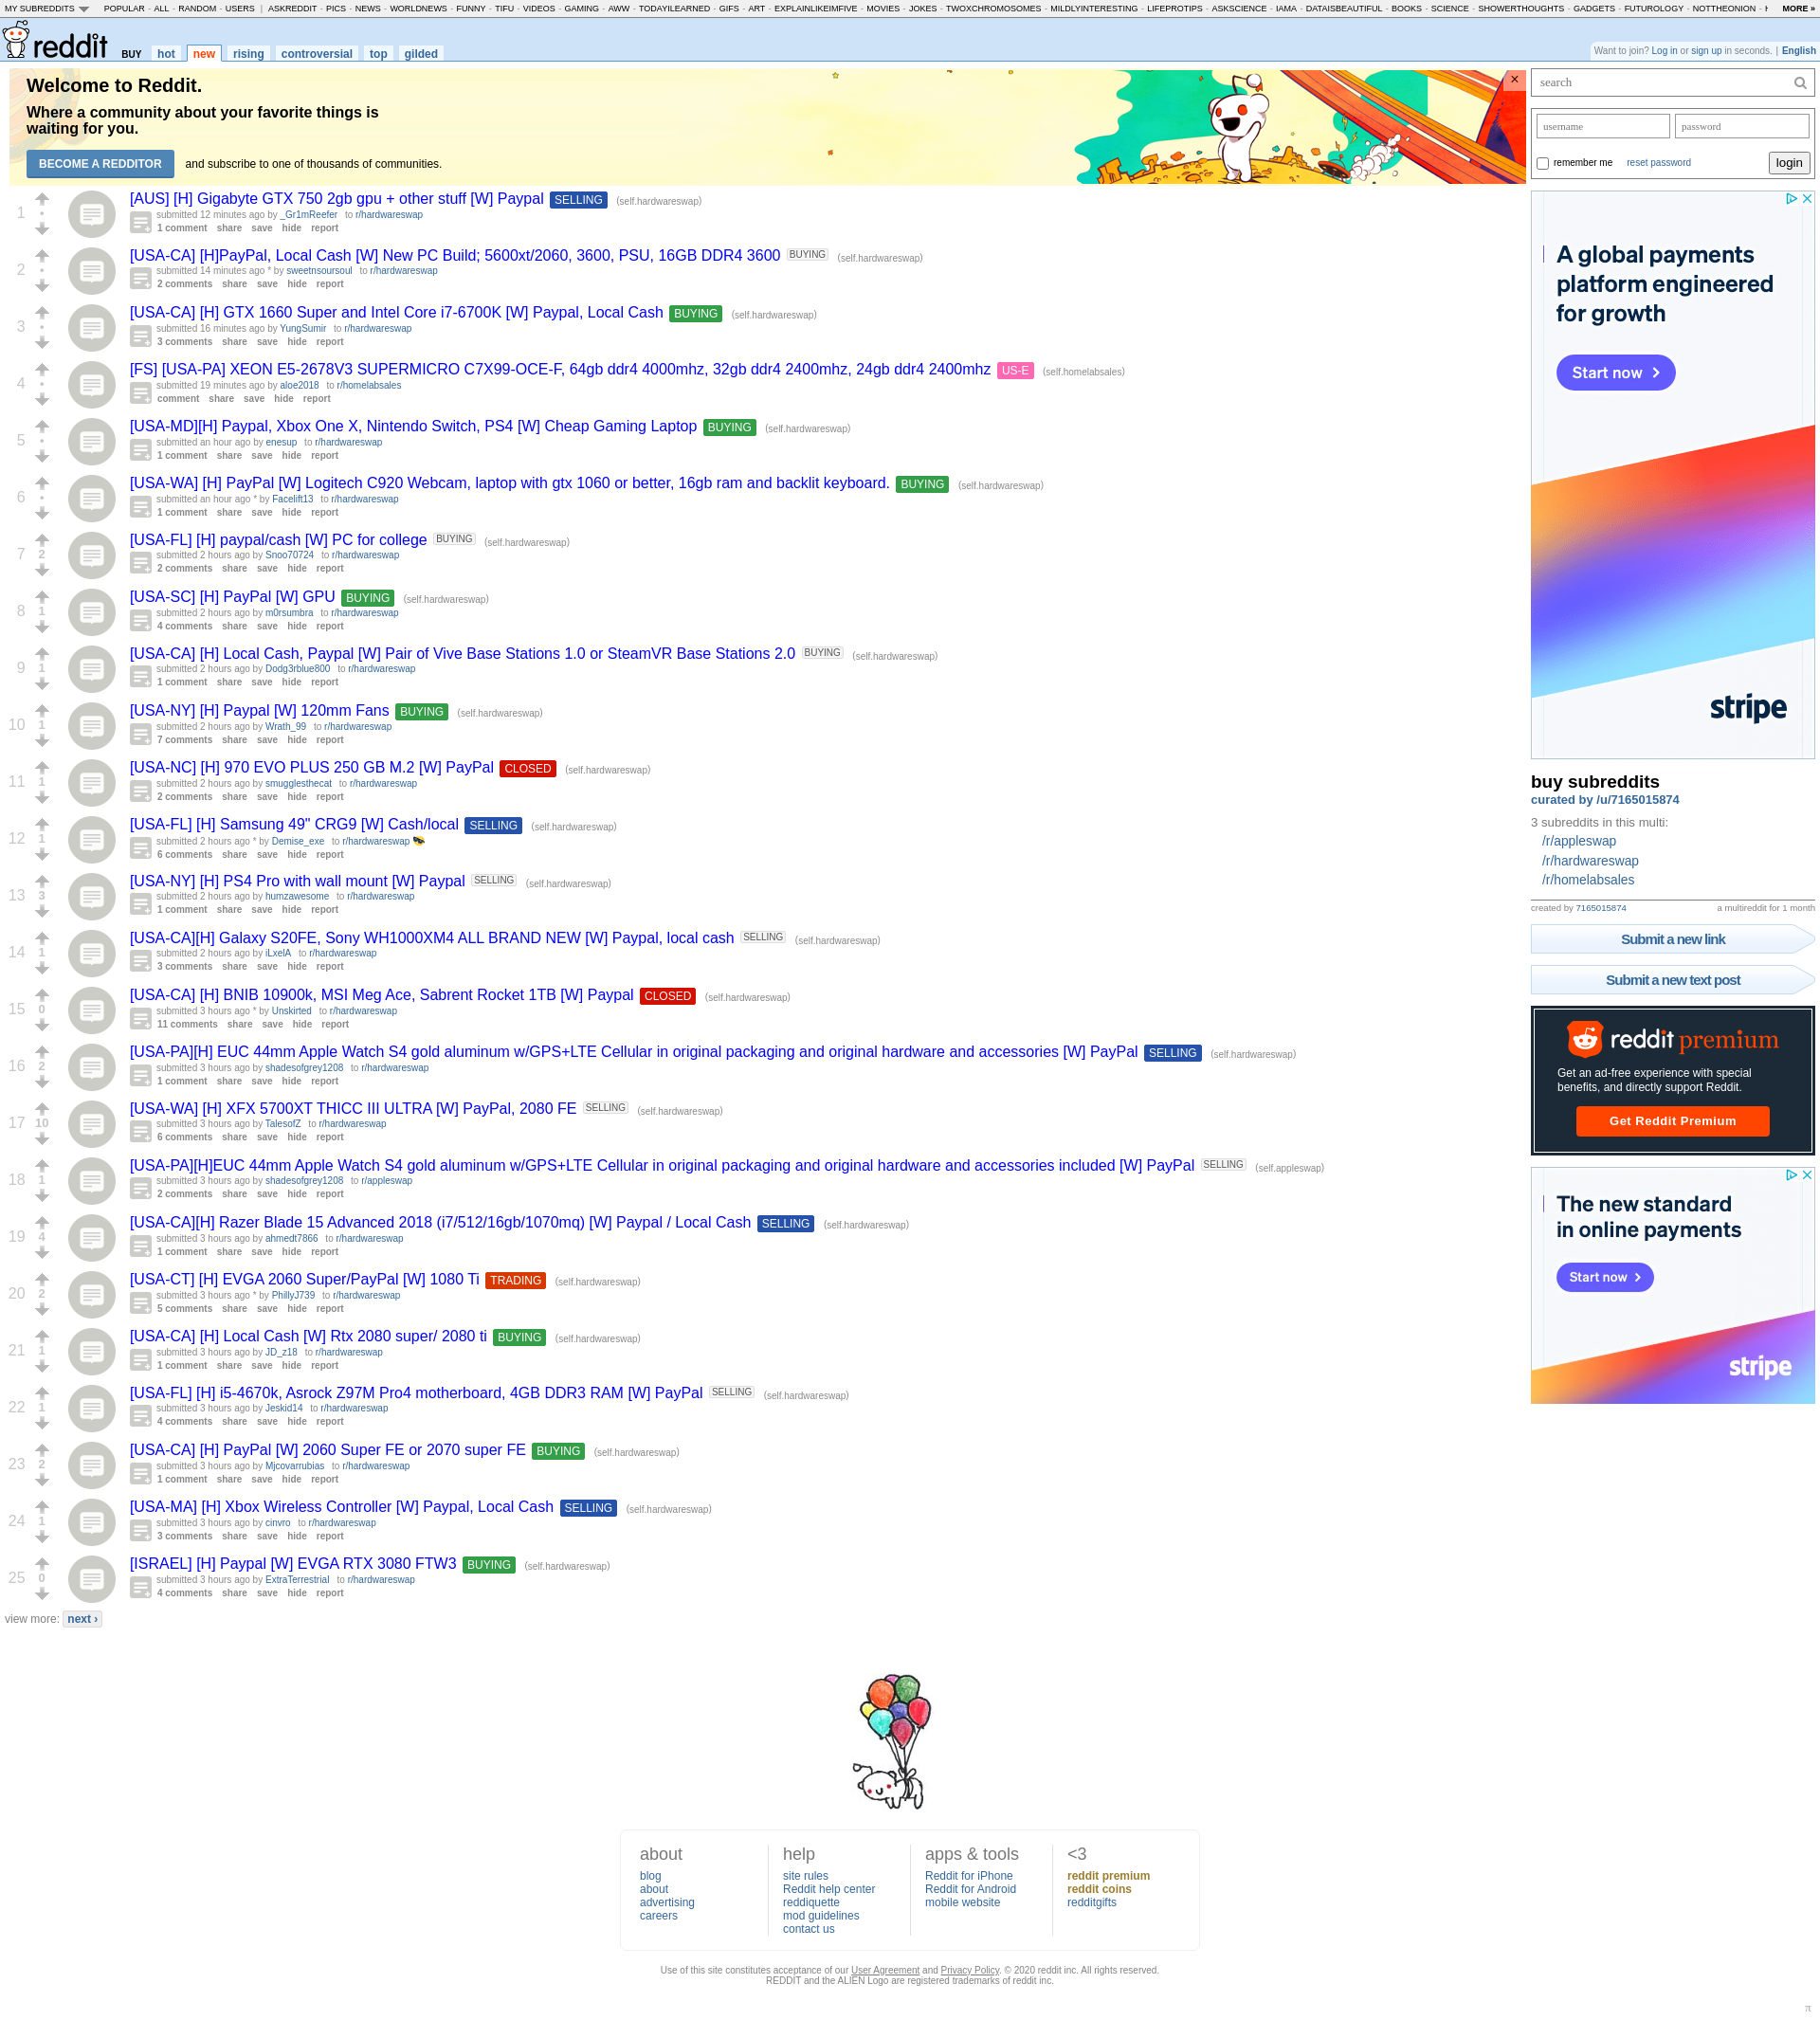 MY SUBREDDITS POPULAR - ALL - RANDOM - USERS | ASKREDDIT - PICS - NEWS - WORLDNEWS - FUNNY - TIFU - VIDEOS - GAMING - AWW - TODAYILEARNED - GIFS - ART - EXPLAINLIKEIMFIVE - MOVIES - JOKES - TWOXCHROMOSOMES - MILDLYINTERESTING - LIFEPROTIPS - ASKSCIENCE - IAMA - DATAISBEAUTIFUL - BOOKS - SCIENCE - SHOWERTHOUGHTS - GADGETS - FUTUROLOGY - NOTTHEONION - MORE »
reddit BUY hot new rising controversial top gilded
Want to join? Log in or sign up in seconds. | English
Welcome to Reddit.
Where a community about your favorite things is
waiting for you.
BECOME A REDDITOR and subscribe to one of thousands of communities.
1
[AUS] [H] Gigabyte GTX 750 2gb gpu + other stuff [W] Paypal SELLING (self.hardwareswap)
submitted 12 minutes ago by _Gr1mReefer to r/hardwareswap
1 comment share save hide report
2
[USA-CA] [H]PayPal, Local Cash [W] New PC Build; 5600xt/2060, 3600, PSU, 16GB DDR4 3600 BUYING (self.hardwareswap)
submitted 14 minutes ago * by sweetnsoursoul to r/hardwareswap
2 comments share save hide report
3
[USA-CA] [H] GTX 1660 Super and Intel Core i7-6700K [W] Paypal, Local Cash BUYING (self.hardwareswap)
submitted 16 minutes ago by YungSumir to r/hardwareswap
3 comments share save hide report
4
[FS] [USA-PA] XEON E5-2678V3 SUPERMICRO C7X99-OCE-F, 64gb ddr4 4000mhz, 32gb ddr4 2400mhz, 24gb ddr4 2400mhz US-E (self.homelabsales)
submitted 19 minutes ago by aloe2018 to r/homelabsales
comment share save hide report
5
[USA-MD][H] Paypal, Xbox One X, Nintendo Switch, PS4 [W] Cheap Gaming Laptop BUYING (self.hardwareswap)
submitted an hour ago by enesup to r/hardwareswap
1 comment share save hide report
6
[USA-WA] [H] PayPal [W] Logitech C920 Webcam, laptop with gtx 1060 or better, 16gb ram and backlit keyboard. BUYING (self.hardwareswap)
submitted an hour ago * by Facelift13 to r/hardwareswap
1 comment share save hide report
7 2
[USA-FL] [H] paypal/cash [W] PC for college BUYING (self.hardwareswap)
submitted 2 hours ago by Snoo70724 to r/hardwareswap
2 comments share save hide report
8 1
[USA-SC] [H] PayPal [W] GPU BUYING (self.hardwareswap)
submitted 2 hours ago by m0rsumbra to r/hardwareswap
4 comments share save hide report
9 1
[USA-CA] [H] Local Cash, Paypal [W] Pair of Vive Base Stations 1.0 or SteamVR Base Stations 2.0 BUYING (self.hardwareswap)
submitted 2 hours ago by Dodg3rblue800 to r/hardwareswap
1 comment share save hide report
10 1
[USA-NY] [H] Paypal [W] 120mm Fans BUYING (self.hardwareswap)
submitted 2 hours ago by Wrath_99 to r/hardwareswap
7 comments share save hide report
11 1
[USA-NC] [H] 970 EVO PLUS 250 GB M.2 [W] PayPal CLOSED (self.hardwareswap)
submitted 2 hours ago by smugglesthecat to r/hardwareswap
2 comments share save hide report
12 1
[USA-FL] [H] Samsung 49" CRG9 [W] Cash/local SELLING (self.hardwareswap)
submitted 2 hours ago * by Demise_exe to r/hardwareswap
6 comments share save hide report
13 3
[USA-NY] [H] PS4 Pro with wall mount [W] Paypal SELLING (self.hardwareswap)
submitted 2 hours ago by humzawesome to r/hardwareswap
1 comment share save hide report
14 1
[USA-CA][H] Galaxy S20FE, Sony WH1000XM4 ALL BRAND NEW [W] Paypal, local cash SELLING (self.hardwareswap)
submitted 2 hours ago by iLxelA to r/hardwareswap
3 comments share save hide report
15 0
[USA-CA] [H] BNIB 10900k, MSI Meg Ace, Sabrent Rocket 1TB [W] Paypal CLOSED (self.hardwareswap)
submitted 3 hours ago * by Unskirted to r/hardwareswap
11 comments share save hide report
16 2
[USA-PA][H] EUC 44mm Apple Watch S4 gold aluminum w/GPS+LTE Cellular in original packaging and original hardware and accessories [W] PayPal SELLING (self.hardwareswap)
submitted 3 hours ago by shadesofgrey1208 to r/hardwareswap
1 comment share save hide report
17 10
[USA-WA] [H] XFX 5700XT THICC III ULTRA [W] PayPal, 2080 FE SELLING (self.hardwareswap)
submitted 3 hours ago by TalesofZ to r/hardwareswap
6 comments share save hide report
18 1
[USA-PA][H]EUC 44mm Apple Watch S4 gold aluminum w/GPS+LTE Cellular in original packaging and original hardware and accessories included [W] PayPal SELLING (self.appleswap)
submitted 3 hours ago by shadesofgrey1208 to r/appleswap
2 comments share save hide report
19 4
[USA-CA][H] Razer Blade 15 Advanced 2018 (i7/512/16gb/1070mq) [W] Paypal / Local Cash SELLING (self.hardwareswap)
submitted 3 hours ago by ahmedt7866 to r/hardwareswap
1 comment share save hide report
20 2
[USA-CT] [H] EVGA 2060 Super/PayPal [W] 1080 Ti TRADING (self.hardwareswap)
submitted 3 hours ago * by PhillyJ739 to r/hardwareswap
5 comments share save hide report
21 1
[USA-CA] [H] Local Cash [W] Rtx 2080 super/ 2080 ti BUYING (self.hardwareswap)
submitted 3 hours ago by JD_z18 to r/hardwareswap
1 comment share save hide report
22 1
[USA-FL] [H] i5-4670k, Asrock Z97M Pro4 motherboard, 4GB DDR3 RAM [W] PayPal SELLING (self.hardwareswap)
submitted 3 hours ago by Jeskid14 to r/hardwareswap
4 comments share save hide report
23 2
[USA-CA] [H] PayPal [W] 2060 Super FE or 2070 super FE BUYING (self.hardwareswap)
submitted 3 hours ago by Mjcovarrubias to r/hardwareswap
1 comment share save hide report
24 1
[USA-MA] [H] Xbox Wireless Controller [W] Paypal, Local Cash SELLING (self.hardwareswap)
submitted 3 hours ago by cinvro to r/hardwareswap
3 comments share save hide report
25 0
[ISRAEL] [H] Paypal [W] EVGA RTX 3080 FTW3 BUYING (self.hardwareswap)
submitted 3 hours ago by ExtraTerrestrial to r/hardwareswap
4 comments share save hide report
view more: next ›
search
username password
remember me reset password login
A global payments
platform engineered
for growth
Start now
stripe
buy subreddits
curated by /u/7165015874
3 subreddits in this multi:
/r/appleswap
/r/hardwareswap
/r/homelabsales
created by 7165015874 a multireddit for 1 month
Submit a new link
Submit a new text post
reddit premium
Get an ad-free experience with special
benefits, and directly support Reddit.
Get Reddit Premium
The new standard
in online payments
Start now
stripe
about
blog
about
advertising
careers
help
site rules
Reddit help center
reddiquette
mod guidelines
contact us
apps & tools
Reddit for iPhone
Reddit for Android
mobile website
<3
reddit premium
reddit coins
redditgifts
Use of this site constitutes acceptance of our User Agreement and Privacy Policy. © 2020 reddit inc. All rights reserved.
REDDIT and the ALIEN Logo are registered trademarks of reddit inc.
π